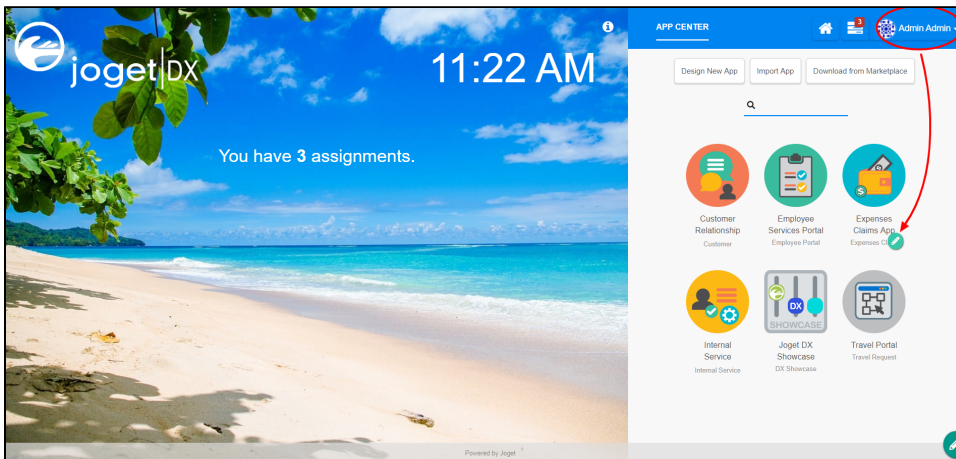 joget|DX
11:22 AM
You have 3 assignments.
Powered by Joget
APP CENTER
3
Admin Admin
Design New App
Import App
Download from Marketplace
Customer
Relationship
Customer
Employee
Services Portal
Employee Portal
Expenses
Claims App
Expenses Cl
$
Internal
Service
Internal Service
DX
SHOWCASE
Joget DX
Showcase
DX Showcase
Travel Portal
Travel Request